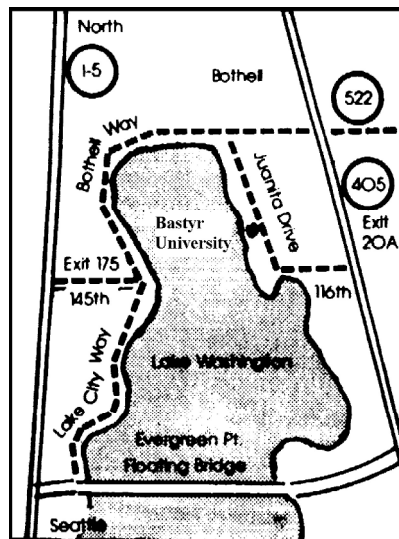 North
I-5
Bothell
522
Bothell Way
Juanita Drive
405
Exit
20A
Bastyr
University
Exit 175
145th
116th
Lake City Way
Lake Washington
Evergreen Pt.
Floating Bridge
Seattle